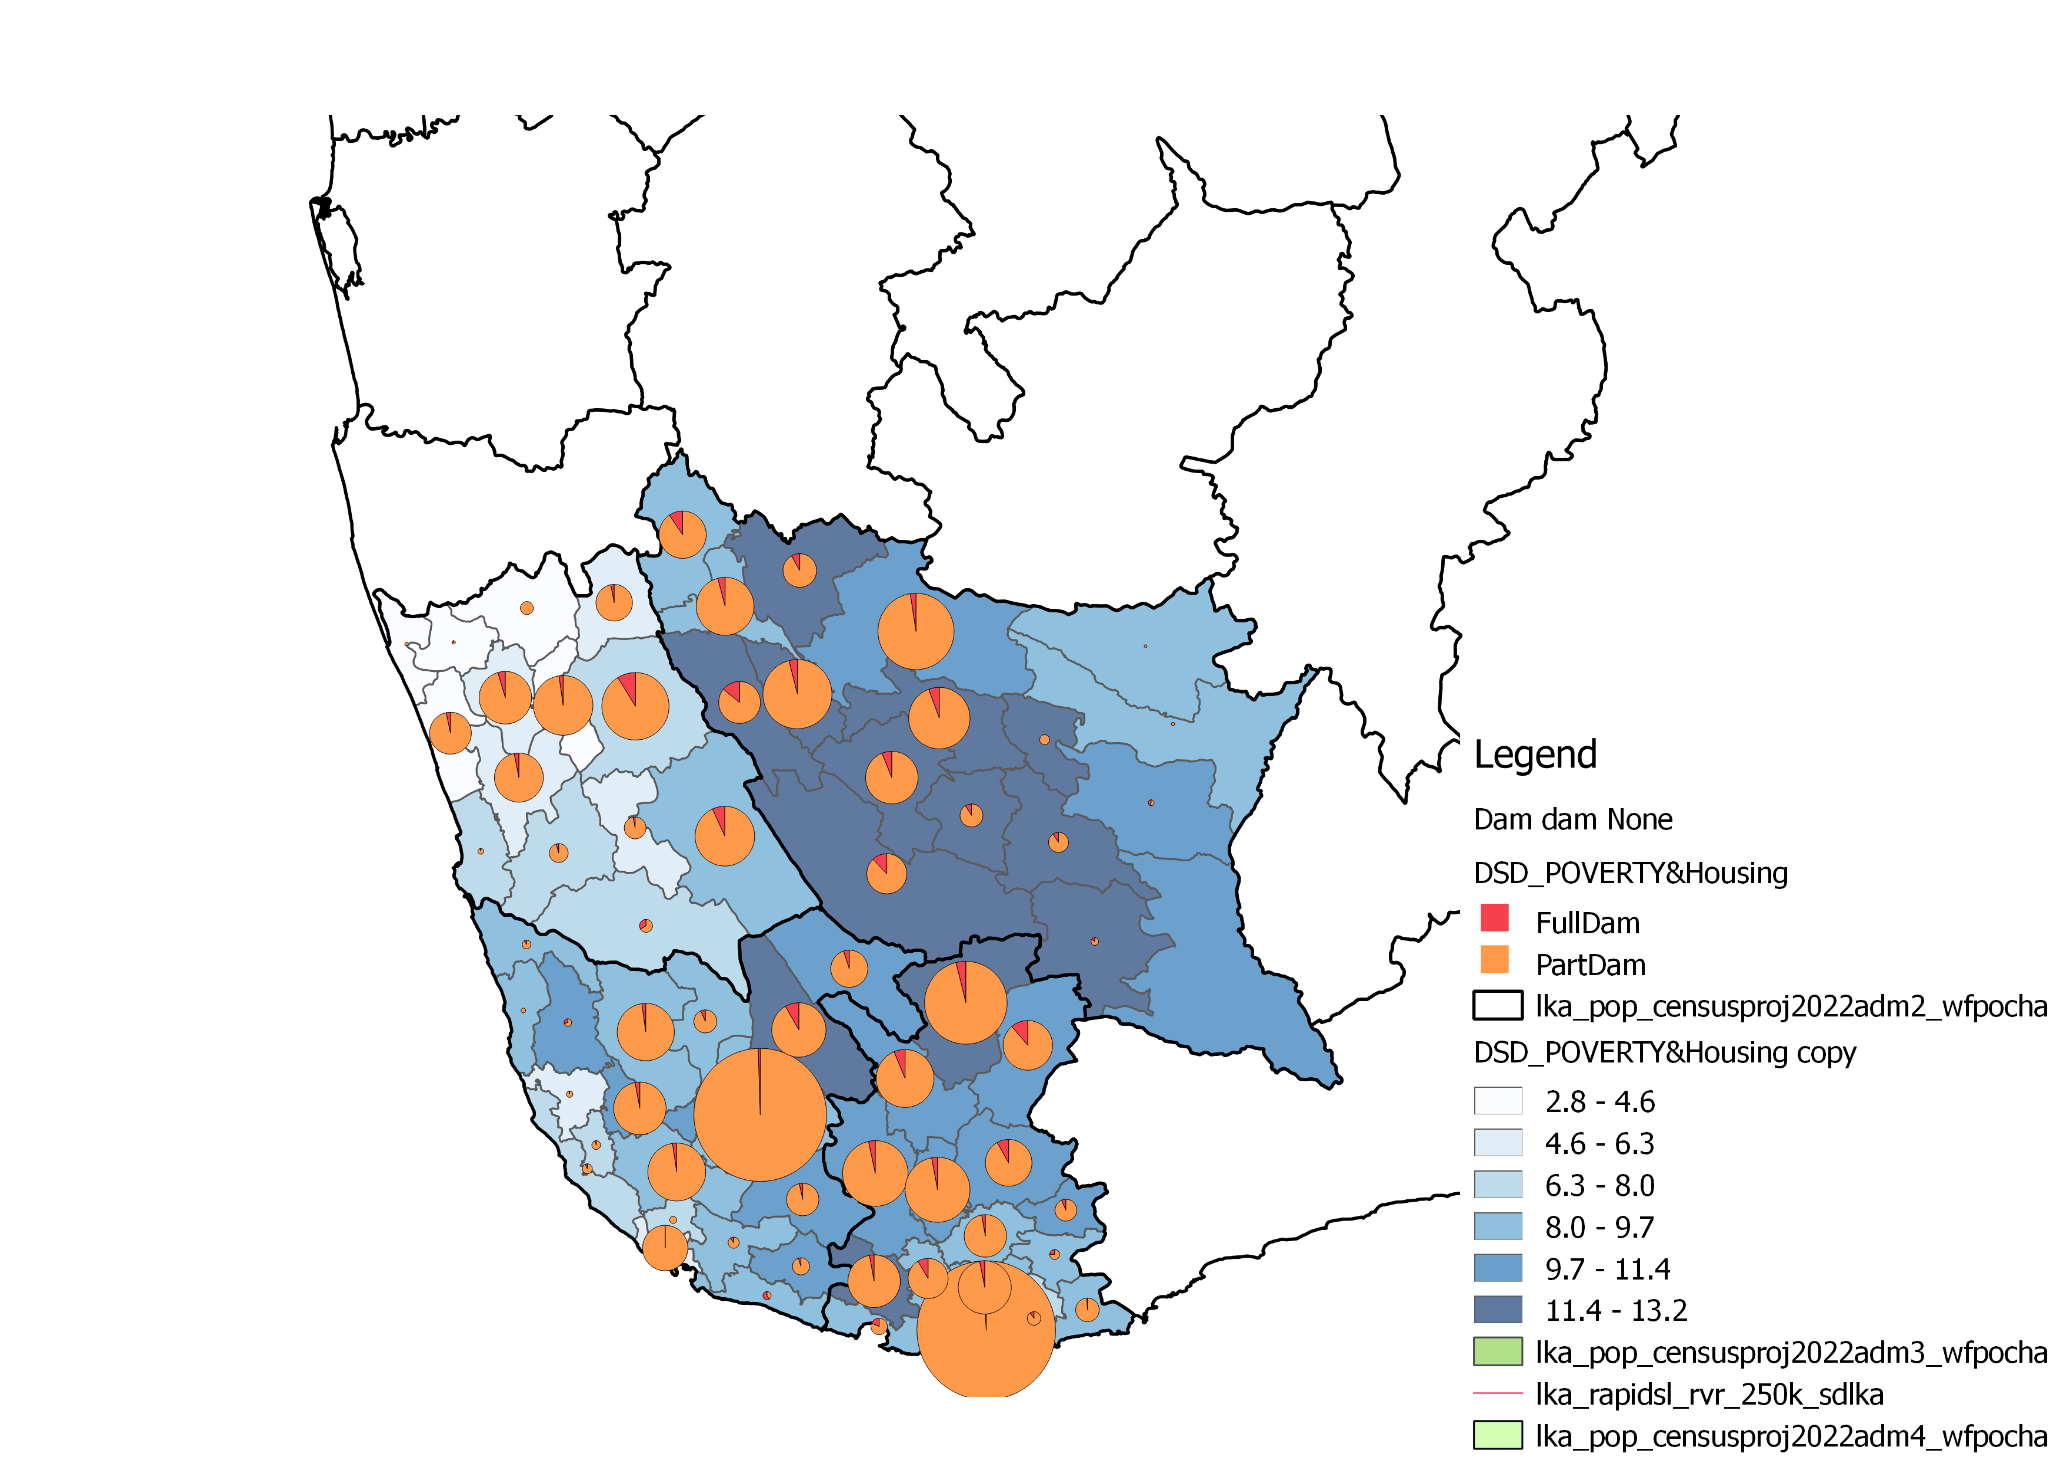 Legend
Dam dam None
DSD_POVERTY&Housing
FullDam
PartDam
lka_pop_censusproj2022adm2_wfpocha
DSD_POVERTY&Housing copy
2.8 - 4.6
4.6 - 6.3
6.3 - 8.0
8.0 - 9.7
9.7 - 11.4
11.4 - 13.2
lka_pop_censusproj2022adm3_wfpocha
lka_rapidsl_rvr_250k_sdlka
lka_pop_censusproj2022adm4_wfpocha